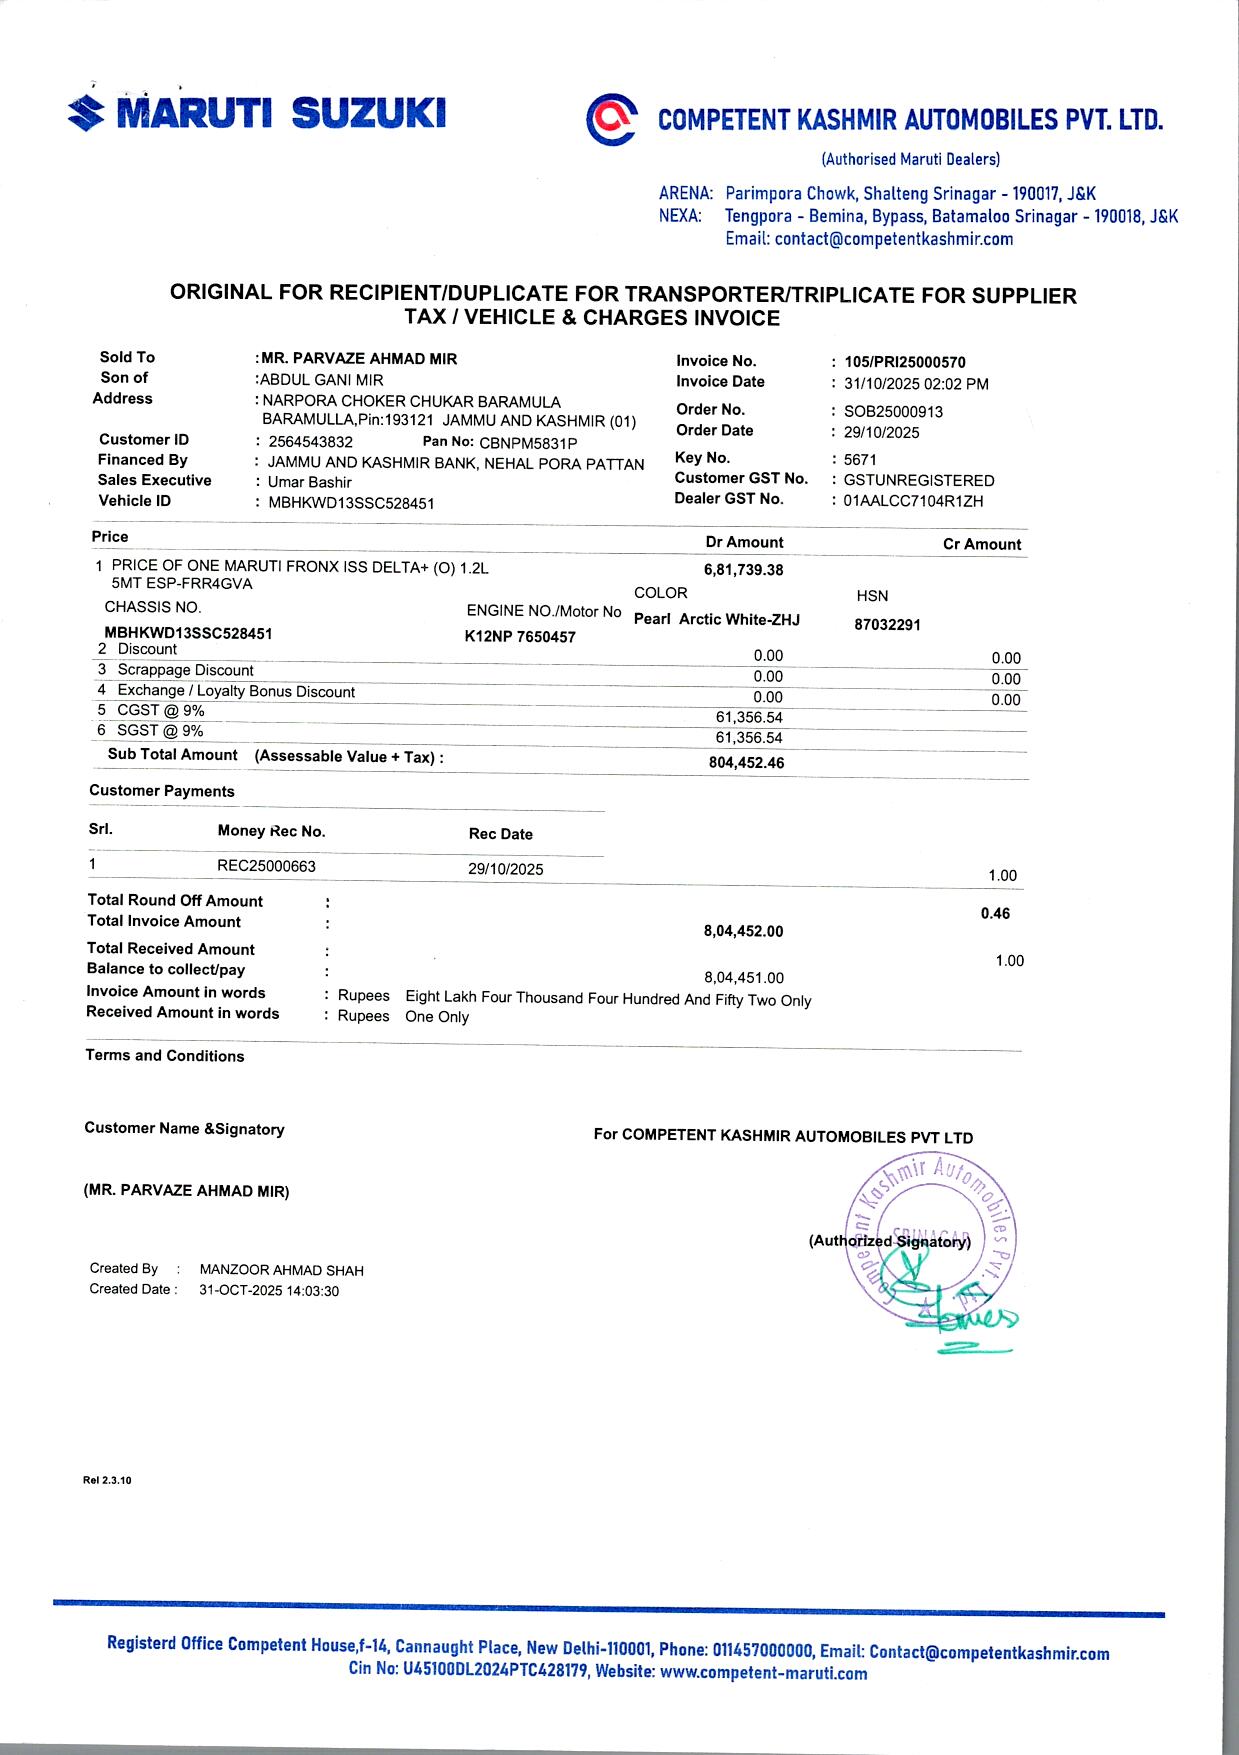 MARUTI SUZUKI
COMPETENT KASHMIR AUTOMOBILES PVT. LTD.
(Authorised Maruti Dealers)
ARENA: Parimpora Chowk, Shalteng Srinagar - 190017, J&K
NEXA: Tengpora - Bemina, Bypass, Batamaloo Srinagar - 190018, J&K
Email: contact@competentkashmir.com
ORIGINAL FOR RECIPIENT/DUPLICATE FOR TRANSPORTER/TRIPLICATE FOR SUPPLIER
TAX / VEHICLE & CHARGES INVOICE
Sold To :MR. PARVAZE AHMAD MIR
Son of :ABDUL GANI MIR
Address : NARPORA CHOKER CHUKAR BARAMULA
BARAMULLA,Pin:193121 JAMMU AND KASHMIR (01)
Customer ID : 2564543832 Pan No: CBNPM5831P
Financed By : JAMMU AND KASHMIR BANK, NEHAL PORA PATTAN
Sales Executive : Umar Bashir
Vehicle ID : MBHKWD13SSC528451
Invoice No. : 105/PRI25000570
Invoice Date : 31/10/2025 02:02 PM
Order No. : SOB25000913
Order Date : 29/10/2025
Key No. : 5671
Customer GST No. : GSTUNREGISTERED
Dealer GST No. : 01AALCC7104R1ZH
Price Dr Amount Cr Amount
1 PRICE OF ONE MARUTI FRONX ISS DELTA+ (O) 1.2L 6,81,739.38
5MT ESP-FRR4GVA
CHASSIS NO. ENGINE NO./Motor No COLOR HSN
MBHKWD13SSC528451 K12NP 7650457 Pearl Arctic White-ZHJ 87032291
2 Discount 0.00 0.00
3 Scrappage Discount 0.00 0.00
4 Exchange / Loyalty Bonus Discount 0.00 0.00
5 CGST @ 9% 61,356.54
6 SGST @ 9% 61,356.54
Sub Total Amount (Assessable Value + Tax) : 804,452.46
Customer Payments
Srl. Money Rec No. Rec Date
1 REC25000663 29/10/2025 1.00
Total Round Off Amount : 0.46
Total Invoice Amount : 8,04,452.00
Total Received Amount : 1.00
Balance to collect/pay : 8,04,451.00
Invoice Amount in words : Rupees Eight Lakh Four Thousand Four Hundred And Fifty Two Only
Received Amount in words : Rupees One Only
Terms and Conditions
Customer Name &Signatory
For COMPETENT KASHMIR AUTOMOBILES PVT LTD
(MR. PARVAZE AHMAD MIR)
Competent Kashmir Automobiles Pvt. Ltd.
SRINAGAR
(Authorized Signatory)
Created By : MANZOOR AHMAD SHAH
Created Date : 31-OCT-2025 14:03:30
Rel 2.3.10
Registerd Office Competent House,f-14, Cannaught Place, New Delhi-110001, Phone: 011457000000, Email: Contact@competentkashmir.com
Cin No: U45100DL2024PTC428179, Website: www.competent-maruti.com